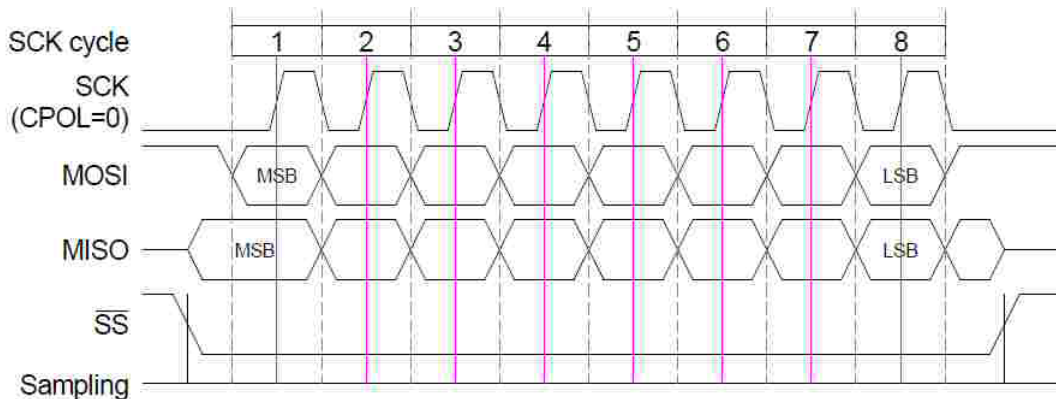 SCK cycle 1 2 3 4 5 6 7 8
SCK
(CPOL=0)
MOSI MSB LSB
MISO MSB LSB
SS
Sampling